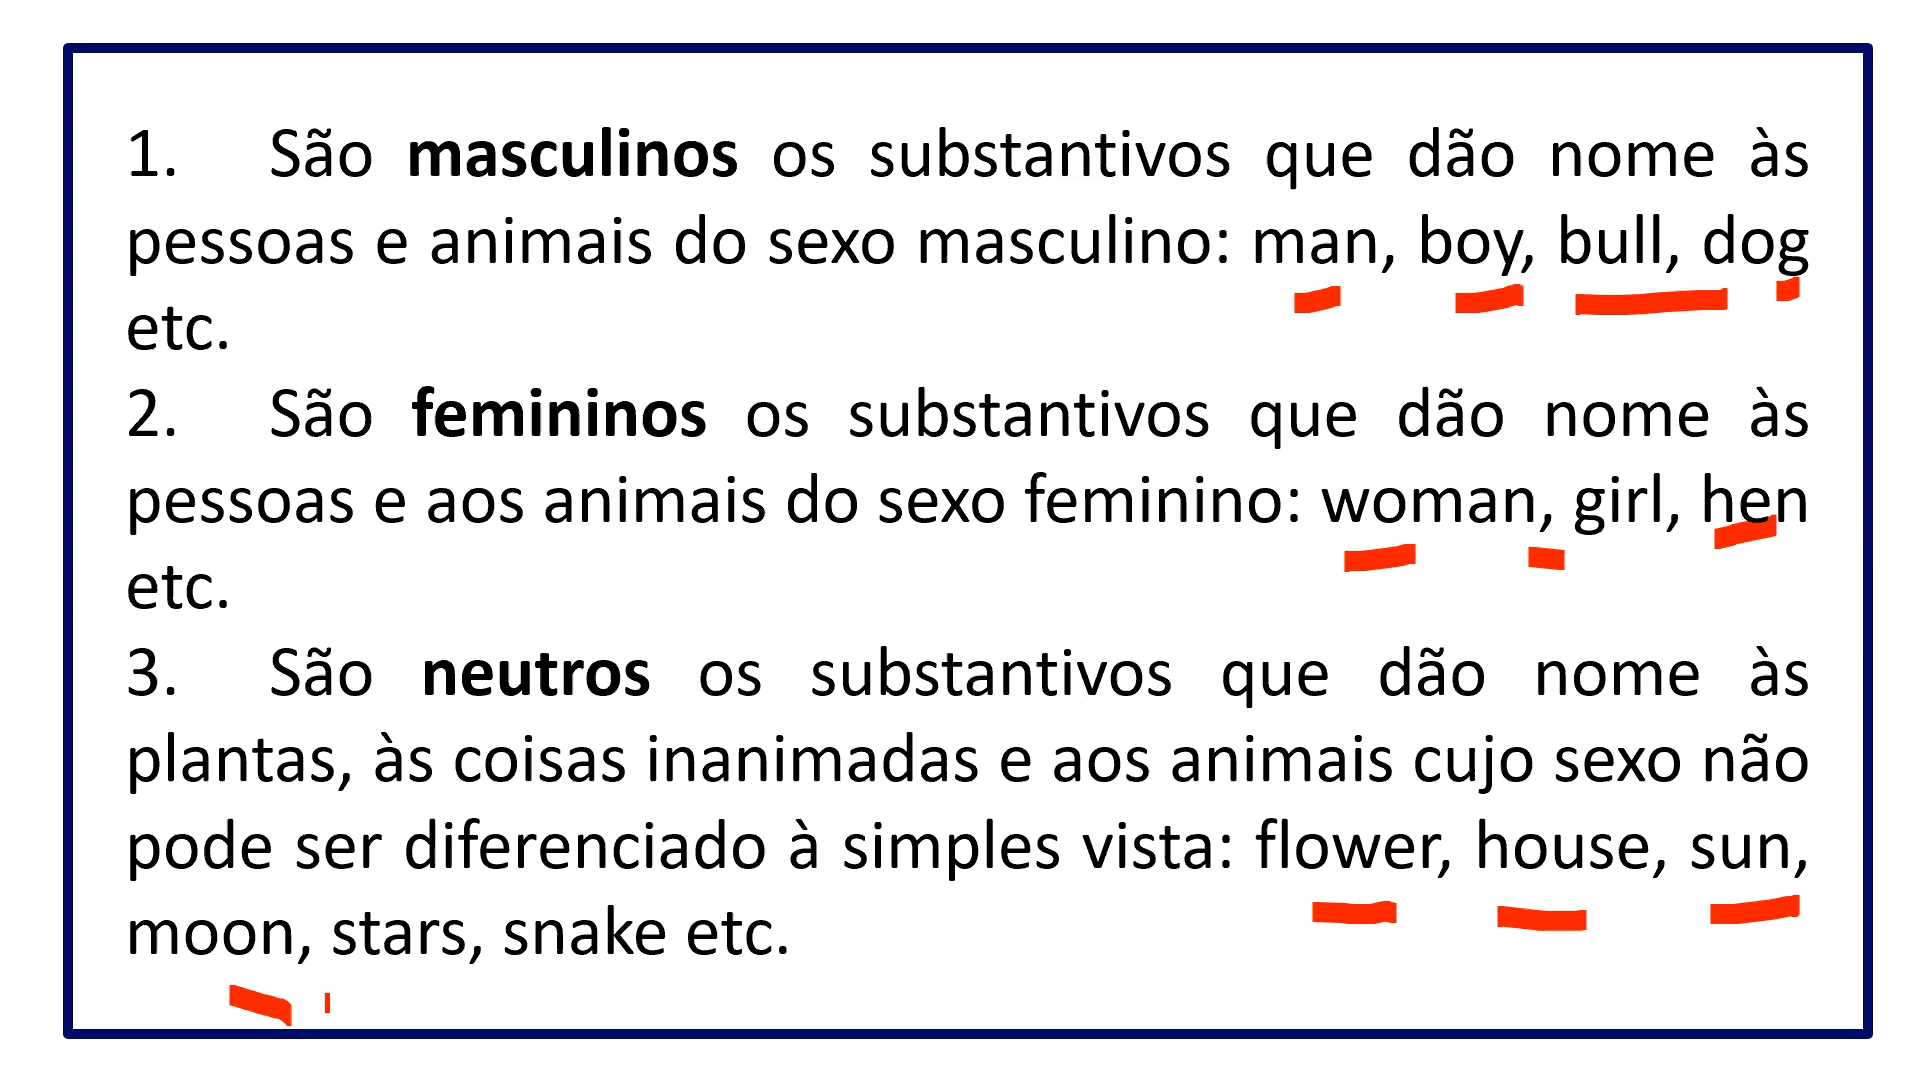 1. São masculinos os substantivos que dão nome às
pessoas e animais do sexo masculino: man, boy, bull, dog
etc.
2. São femininos os substantivos que dão nome às
pessoas e aos animais do sexo feminino: woman, girl, hen
etc.
3. São neutros os substantivos que dão nome às
plantas, às coisas inanimadas e aos animais cujo sexo não
pode ser diferenciado à simples vista: flower, house, sun,
moon, stars, snake etc.